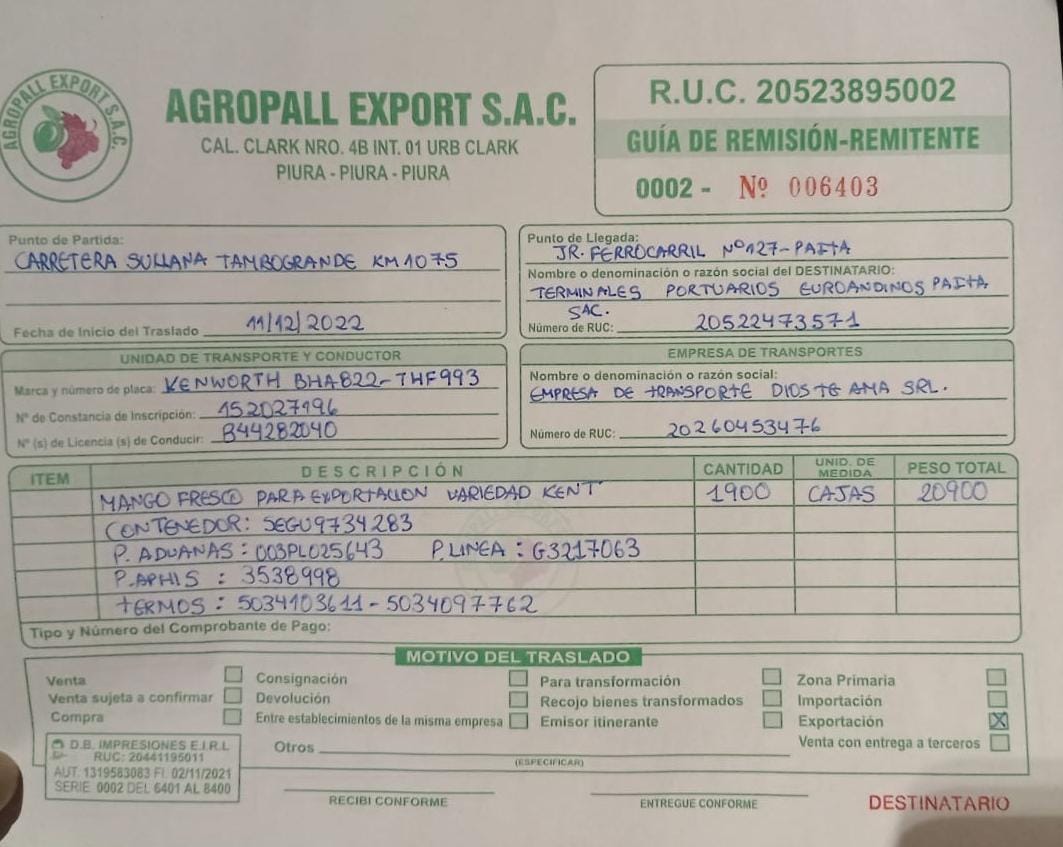 AGROPALL EXPORT S.A.C.
AGROPALL EXPORT S.A.C.
CAL. CLARK NRO. 4B INT. 01 URB CLARK
PIURA - PIURA - PIURA
R.U.C. 20523895002
GUÍA DE REMISIÓN-REMITENTE
0002 - Nº 006403
Punto de Partida:
CARRETERA SULLANA TAMBOGRANDE KM 1075
Fecha de Inicio del Traslado 11/12/2022
Punto de Llegada:
JR. FERROCARRIL Nº127-PAITA
Nombre o denominación o razón social del DESTINATARIO:
TERMINALES PORTUARIOS EUROANDINOS PAITA
SAC.
Número de RUC: 20522473571
UNIDAD DE TRANSPORTE Y CONDUCTOR
Marca y número de placa: KENWORTH BHA822-THF993
Nº de Constancia de Inscripción: 152027196
Nº (s) de Licencia (s) de Conducir: B44282040
EMPRESA DE TRANSPORTES
Nombre o denominación o razón social:
EMPRESA DE TRANSPORTE DIOS TE AMA SRL.
Número de RUC: 20260453476
ITEM DESCRIPCIÓN CANTIDAD UNID. DE MEDIDA PESO TOTAL
MANGO FRESCO PARA EXPORTACION VARIEDAD KENT 1900 CAJAS 20900
CONTENEDOR: SEGU9734283
P. ADUANAS : 003PL025643 P.LINEA : G3217063
P.APHIS : 3538998
TERMOS : 5034103611-5034097762
Tipo y Número del Comprobante de Pago:
MOTIVO DEL TRASLADO
Venta Consignación Para transformación Zona Primaria
Venta sujeta a confirmar Devolución Recojo bienes transformados Importación
Compra Entre establecimientos de la misma empresa Emisor itinerante Exportación X
Venta con entrega a terceros
Otros
(ESPECIFICAR)
D.B. IMPRESIONES E.I.R.L
RUC: 20441195011
AUT. 1319583083 FI. 02/11/2021
SERIE. 0002 DEL 6401 AL 8400
RECIBI CONFORME ENTREGUE CONFORME DESTINATARIO